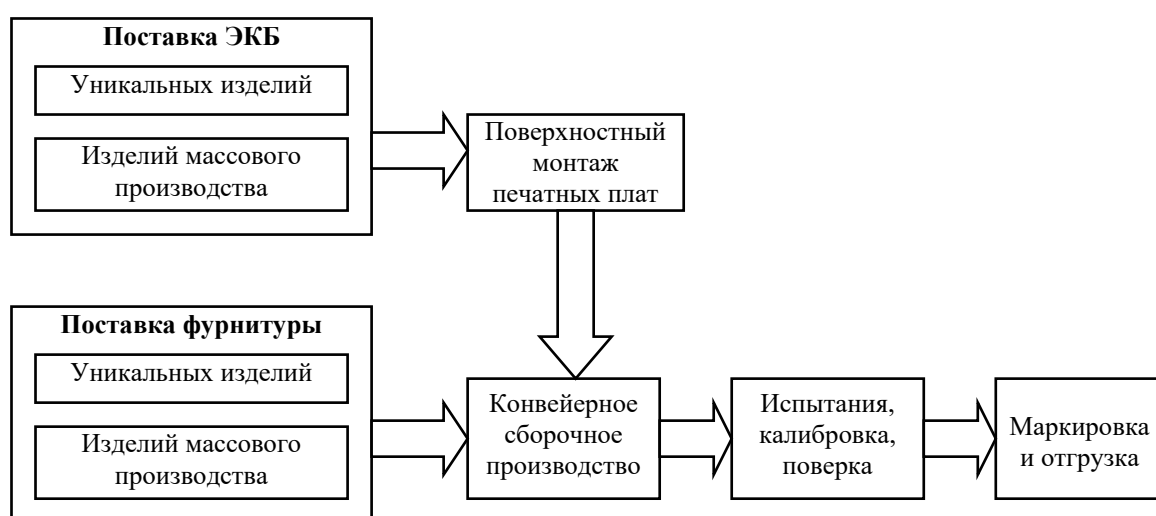 Поставка ЭКБ
Уникальных изделий
Изделий массового
производства
Поверхностный
монтаж
печатных плат
Поставка фурнитуры
Уникальных изделий
Изделий массового
производства
Конвейерное
сборочное
производство
Испытания,
калибровка,
поверка
Маркировка
и отгрузка